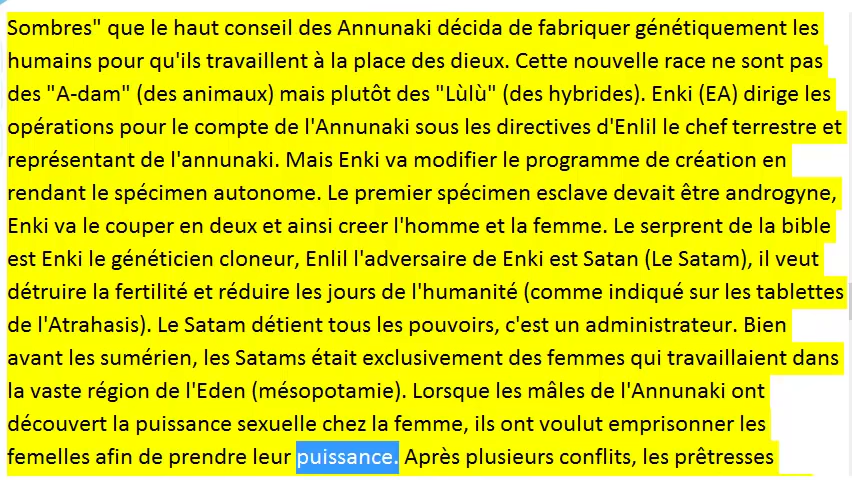 Sombres" que le haut conseil des Annunaki décida de fabriquer génétiquement les
humains pour qu'ils travaillent à la place des dieux. Cette nouvelle race ne sont pas
des "A-dam" (des animaux) mais plutôt des "Lùlù" (des hybrides). Enki (EA) dirige les
opérations pour le compte de l'Annunaki sous les directives d'Enlil le chef terrestre et
représentant de l'annunaki. Mais Enki va modifier le programme de création en
rendant le spécimen autonome. Le premier spécimen esclave devait être androgyne,
Enki va le couper en deux et ainsi creer l'homme et la femme. Le serprent de la bible
est Enki le généticien cloneur, Enlil l'adversaire de Enki est Satan (Le Satam), il veut
détruire la fertilité et réduire les jours de l'humanité (comme indiqué sur les tablettes
de l'Atrahasis). Le Satam détient tous les pouvoirs, c'est un administrateur. Bien
avant les sumérien, les Satams était exclusivement des femmes qui travaillaient dans
la vaste région de l'Eden (mésopotamie). Lorsque les mâles de l'Annunaki ont
découvert la puissance sexuelle chez la femme, ils ont voulut emprisonner les
femelles afin de prendre leur puissance. Après plusieurs conflits, les prêtresses